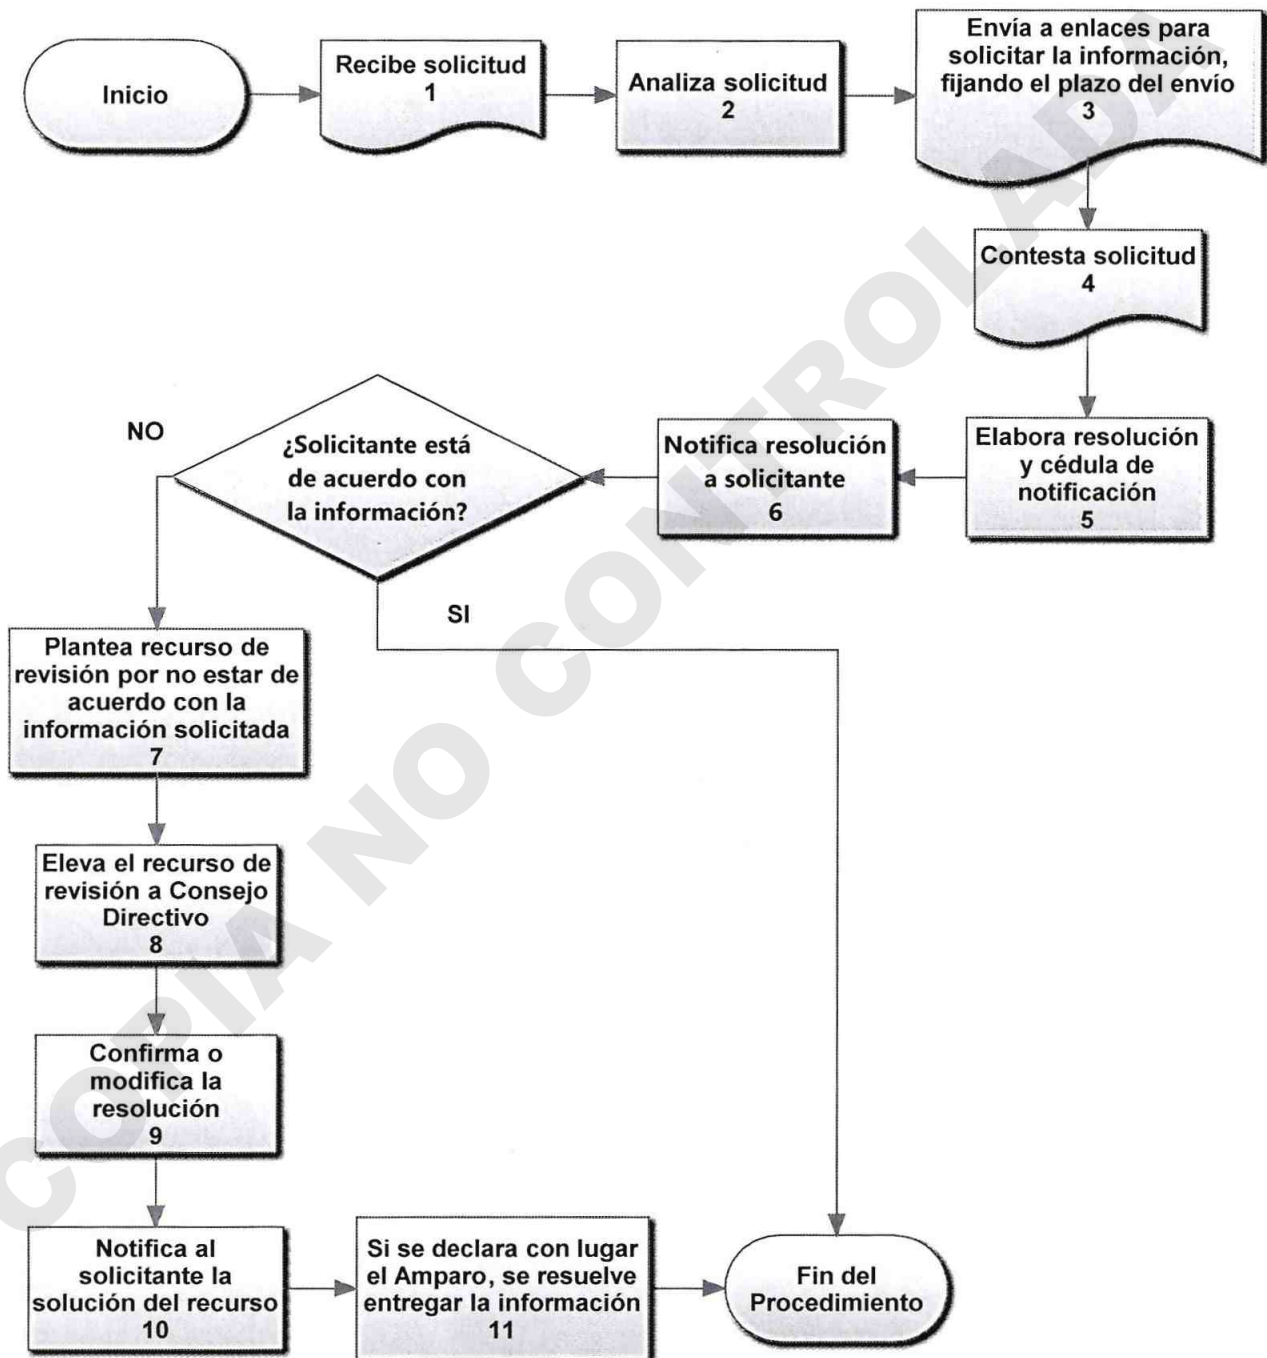 Inicio
Recibe solicitud
1
Analiza solicitud
2
Envía a enlaces para
solicitar la información,
fijando el plazo del envío
3
Contesta solicitud
4
Elabora resolución
y cédula de
notificación
5
Notifica resolución
a solicitante
6
¿Solicitante está
de acuerdo con
la información?
NO
SI
Plantea recurso de
revisión por no estar de
acuerdo con la
información solicitada
7
Eleva el recurso de
revisión a Consejo
Directivo
8
Confirma o
modifica la
resolución
9
Notifica al
solicitante la
solución del recurso
10
Si se declara con lugar
el Amparo, se resuelve
entregar la información
11
Fin del
Procedimiento
COPIA NO CONTROLADA